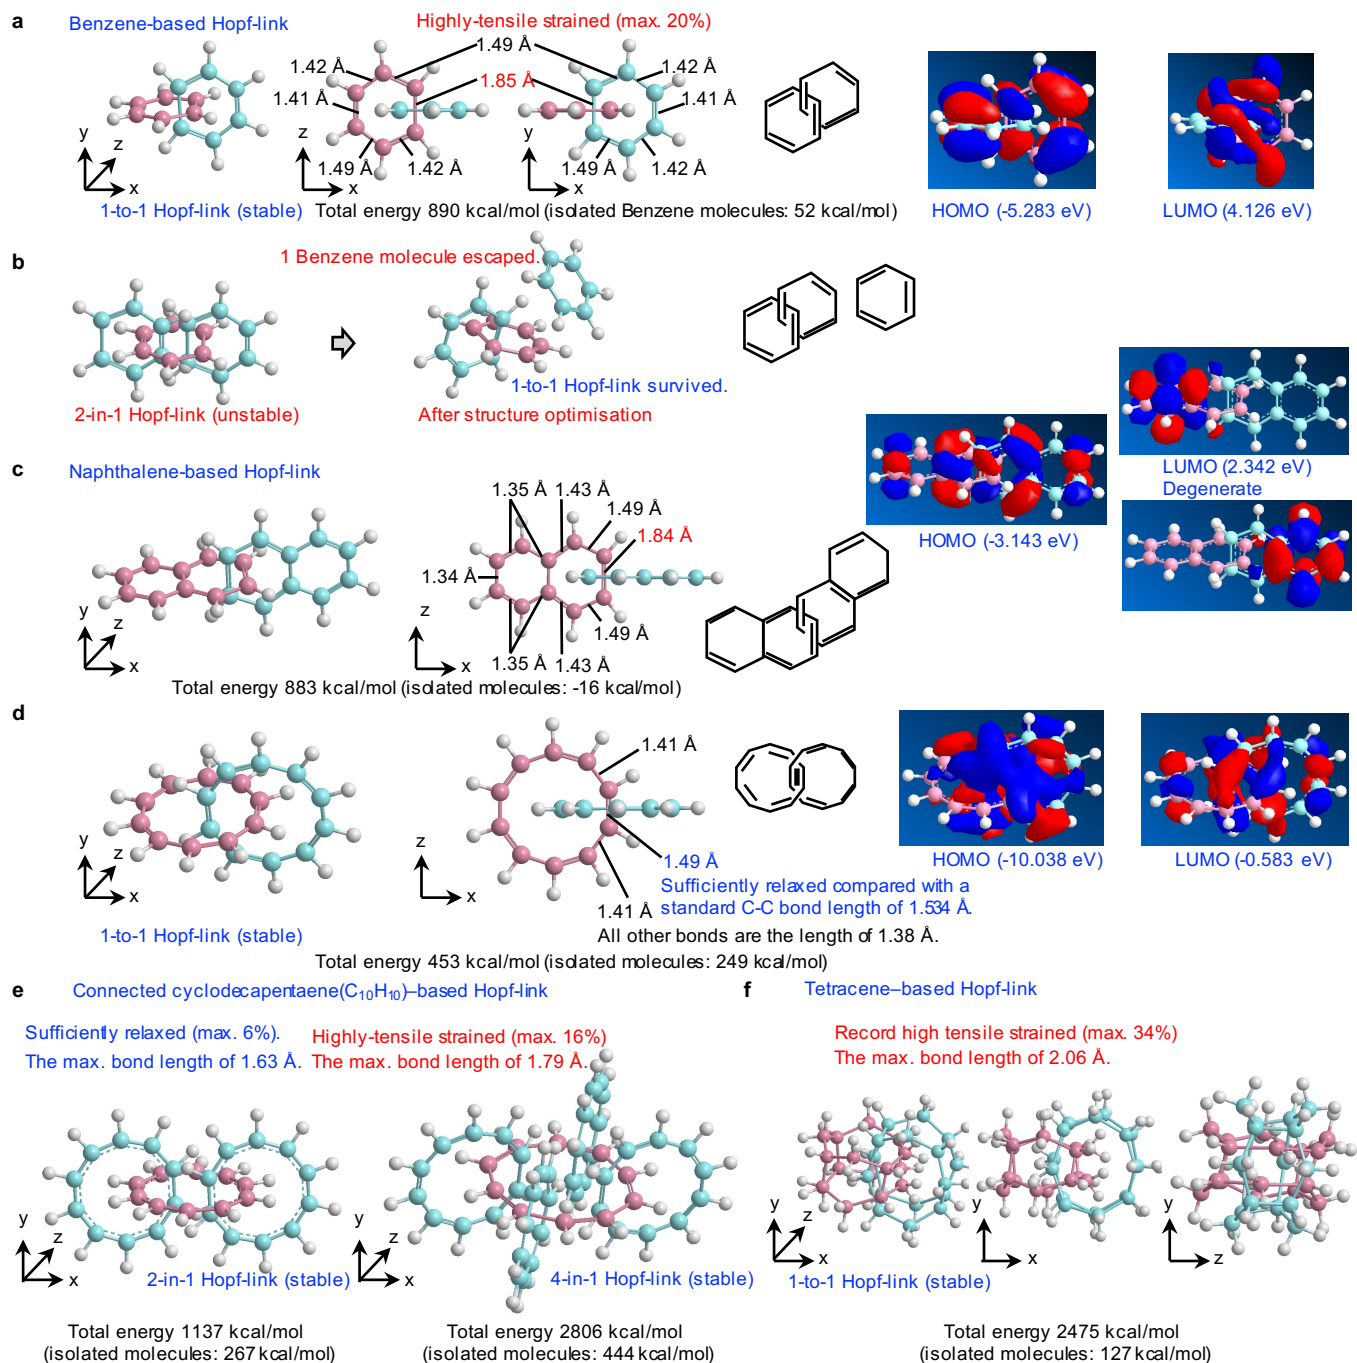 a
Benzene-based Hopf-link
Highly-tensile strained (max. 20%)
1.49 Å
1.42 Å
1.85 Å
1.42 Å
1.41 Å
1.41 Å
y
z
x
z
x
y
x
1.49 Å
1.42 Å
1.49 Å
1.42 Å
1-to-1 Hopf-link (stable)
Total energy 890 kcal/mol (isolated Benzene molecules: 52 kcal/mol)
HOMO (-5.283 eV)
LUMO (4.126 eV)
b
1 Benzene molecule escaped.
1-to-1 Hopf-link survived.
2-in-1 Hopf-link (unstable)
After structure optimisation
c
Naphthalene-based Hopf-link
1.35 Å
1.43 Å
1.49 Å
1.84 Å
1.34 Å
1.49 Å
1.35 Å
1.43 Å
y
z
x
z
x
Total energy 883 kcal/mol (isolated molecules: -16 kcal/mol)
HOMO (-3.143 eV)
LUMO (2.342 eV)
Degenerate
d
1.41 Å
1.49 Å
Sufficiently relaxed compared with a
standard C-C bond length of 1.534 Å.
1.41 Å
All other bonds are the length of 1.38 Å.
y
z
x
z
x
1-to-1 Hopf-link (stable)
Total energy 453 kcal/mol (isolated molecules: 249 kcal/mol)
HOMO (-10.038 eV)
LUMO (-0.583 eV)
e
Connected cyclodecapentaene(C10H10)–based Hopf-link
Sufficiently relaxed (max. 6%).
The max. bond length of 1.63 Å.
Highly-tensile strained (max. 16%)
The max. bond length of 1.79 Å.
y
z
x
2-in-1 Hopf-link (stable)
y
z
x
4-in-1 Hopf-link (stable)
Total energy 1137 kcal/mol
(isolated molecules: 267 kcal/mol)
Total energy 2806 kcal/mol
(isolated molecules: 444 kcal/mol)
f
Tetracene–based Hopf-link
Record high tensile strained (max. 34%)
The max. bond length of 2.06 Å.
y
z
x
y
x
y
z
1-to-1 Hopf-link (stable)
Total energy 2475 kcal/mol
(isolated molecules: 127 kcal/mol)